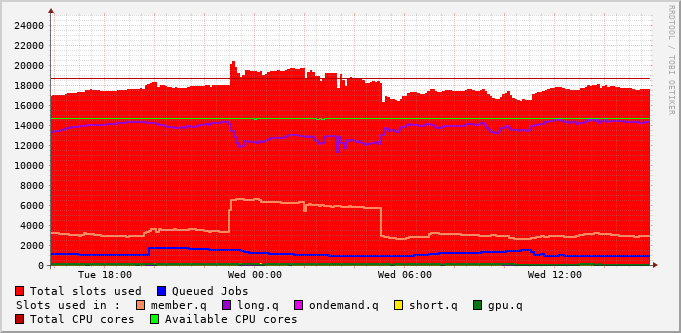 24000
22000
20000
18000
16000
14000
12000
10000
8000
6000
4000
2000
0
Tue 18:00 Wed 00:00 Wed 06:00 Wed 12:00
RRDTOOL / TOBI OETIKER
Total slots used Queued Jobs
Slots used in : member.q long.q ondemand.q short.q gpu.q
Total CPU cores Available CPU cores